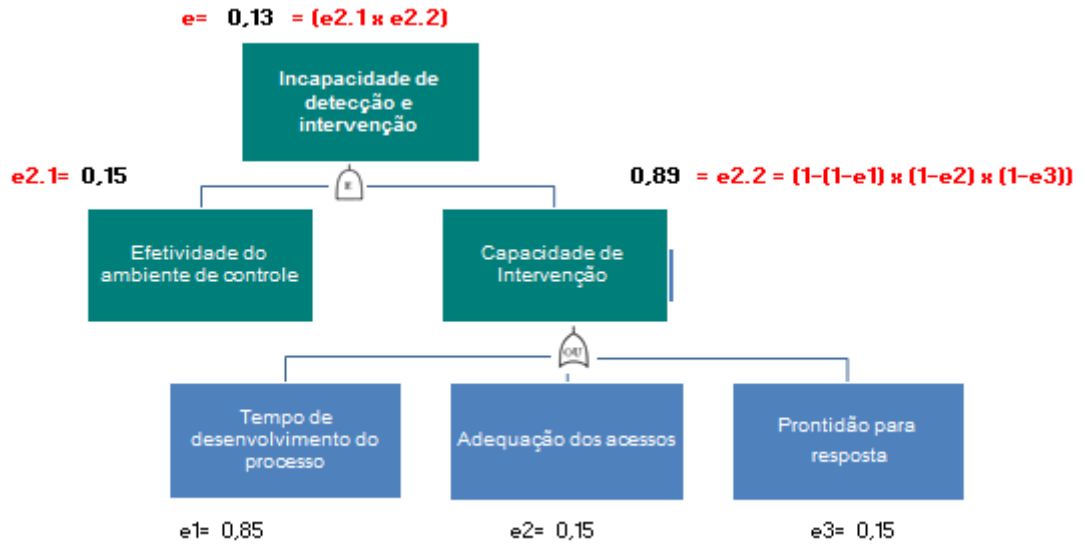 e= 0,13 = (e2.1 x e2.2)
Incapacidade de
detecção e
intervenção
e2.1= 0,15
E
0,89 = e2.2 = (1-(1-e1) x (1-e2) x (1-e3))
Efetividade do
ambiente de controle
Capacidade de
Intervenção
OU
Tempo de
desenvolvimento do
processo
Adequação dos acessos
Prontidão para
resposta
e1= 0,85
e2= 0,15
e3= 0,15